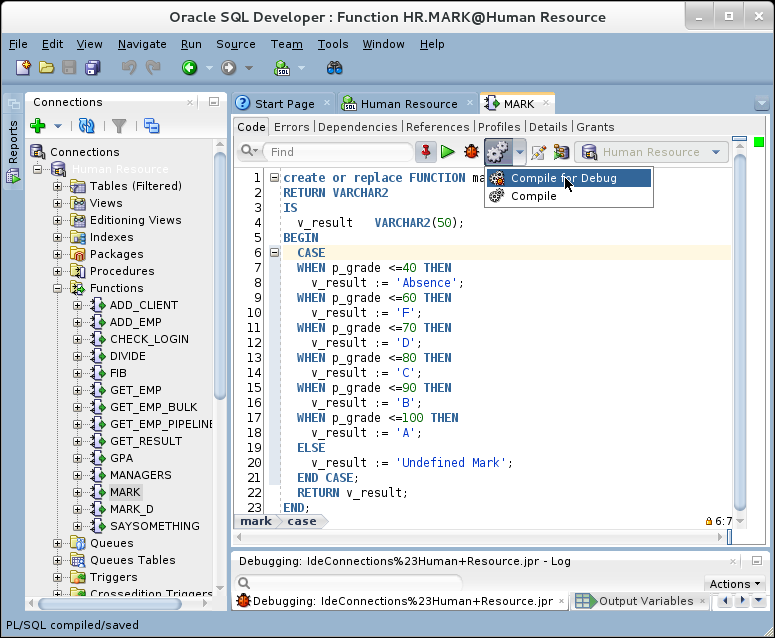 Oracle SQL Developer : Function HR.MARK@Human Resource
File Edit View Navigate Run Source Team Tools Window Help
Reports
Connections
Start Page
Human Resource
MARK
Code Errors Dependencies References Profiles Details Grants
Find
Human Resource
Compile for Debug
Compile
Connections
Human Resource
Tables (Filtered)
Views
Editioning Views
Indexes
Packages
Procedures
Functions
ADD_CLIENT
ADD_EMP
CHECK_LOGIN
DIVIDE
FIB
GET_EMP
GET_EMP_BULK
GET_EMP_PIPELINE
GET_RESULT
GPA
MANAGERS
MARK
MARK_D
SAYSOMETHING
Queues
Queues Tables
Triggers
Crossedition Triggers
1 create or replace FUNCTION ma
2 RETURN VARCHAR2
3 IS
4 v_result VARCHAR2(50);
5 BEGIN
6 CASE
7 WHEN p_grade <=40 THEN
8 v_result := 'Absence';
9 WHEN p_grade <=60 THEN
10 v_result := 'F';
11 WHEN p_grade <=70 THEN
12 v_result := 'D';
13 WHEN p_grade <=80 THEN
14 v_result := 'C';
15 WHEN p_grade <=90 THEN
16 v_result := 'B';
17 WHEN p_grade <=100 THEN
18 v_result := 'A';
19 ELSE
20 v_result := 'Undefined Mark';
21 END CASE;
22 RETURN v_result;
23 END;
mark case
6:7
Debugging: IdeConnections%23Human+Resource.jpr - Log
Actions
Debugging: IdeConnections%23Human+Resource.jpr
Output Variables
PL/SQL compiled/saved